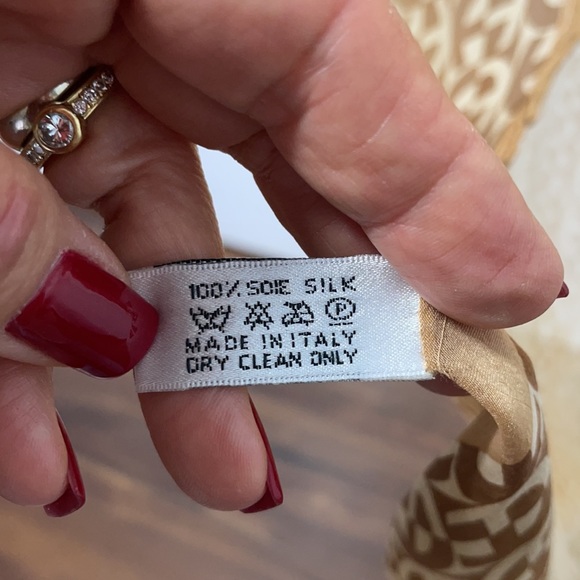 100% SOIE SILK
P
MADE IN ITALY
DRY CLEAN ONLY